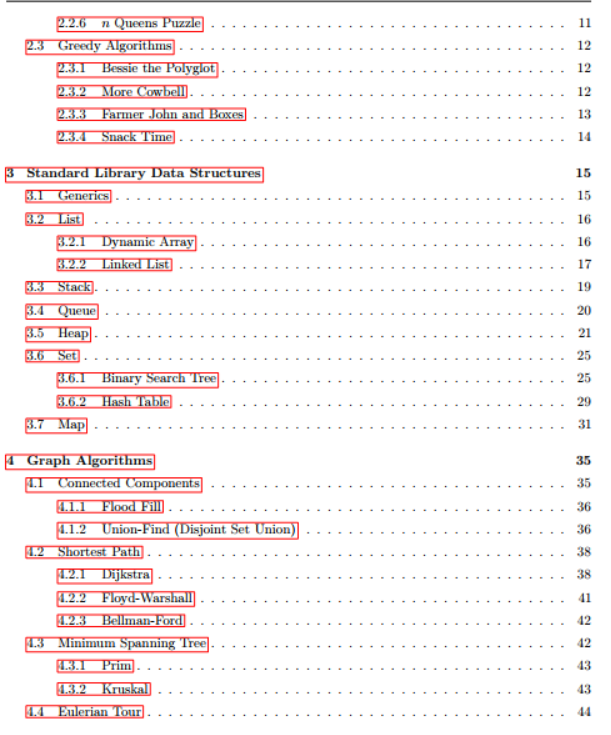 2.2.6 n Queens Puzzle . . . . . . . . . . . . . . . . . . . . . . . . . . . . . . . . . . . 11
2.3 Greedy Algorithms . . . . . . . . . . . . . . . . . . . . . . . . . . . . . . . . . . . 12
2.3.1 Bessie the Polyglot . . . . . . . . . . . . . . . . . . . . . . . . . . . . . . . . . . 12
2.3.2 More Cowbell . . . . . . . . . . . . . . . . . . . . . . . . . . . . . . . . . . . . 12
2.3.3 Farmer John and Boxes . . . . . . . . . . . . . . . . . . . . . . . . . . . . . . . 13
2.3.4 Snack Time . . . . . . . . . . . . . . . . . . . . . . . . . . . . . . . . . . . . . 14
3 Standard Library Data Structures 15
3.1 Generics . . . . . . . . . . . . . . . . . . . . . . . . . . . . . . . . . . . . . . . . 15
3.2 List . . . . . . . . . . . . . . . . . . . . . . . . . . . . . . . . . . . . . . . . . . 16
3.2.1 Dynamic Array . . . . . . . . . . . . . . . . . . . . . . . . . . . . . . . . . . . 16
3.2.2 Linked List . . . . . . . . . . . . . . . . . . . . . . . . . . . . . . . . . . . . . 17
3.3 Stack . . . . . . . . . . . . . . . . . . . . . . . . . . . . . . . . . . . . . . . . . 19
3.4 Queue . . . . . . . . . . . . . . . . . . . . . . . . . . . . . . . . . . . . . . . . . 20
3.5 Heap . . . . . . . . . . . . . . . . . . . . . . . . . . . . . . . . . . . . . . . . . 21
3.6 Set . . . . . . . . . . . . . . . . . . . . . . . . . . . . . . . . . . . . . . . . . . 25
3.6.1 Binary Search Tree . . . . . . . . . . . . . . . . . . . . . . . . . . . . . . . . . 25
3.6.2 Hash Table . . . . . . . . . . . . . . . . . . . . . . . . . . . . . . . . . . . . . 29
3.7 Map . . . . . . . . . . . . . . . . . . . . . . . . . . . . . . . . . . . . . . . . . . 31
4 Graph Algorithms 35
4.1 Connected Components . . . . . . . . . . . . . . . . . . . . . . . . . . . . . . . . 35
4.1.1 Flood Fill . . . . . . . . . . . . . . . . . . . . . . . . . . . . . . . . . . . . . . 36
4.1.2 Union-Find (Disjoint Set Union) . . . . . . . . . . . . . . . . . . . . . . . . . . 36
4.2 Shortest Path . . . . . . . . . . . . . . . . . . . . . . . . . . . . . . . . . . . . . 38
4.2.1 Dijkstra . . . . . . . . . . . . . . . . . . . . . . . . . . . . . . . . . . . . . . . 38
4.2.2 Floyd-Warshall . . . . . . . . . . . . . . . . . . . . . . . . . . . . . . . . . . . 41
4.2.3 Bellman-Ford . . . . . . . . . . . . . . . . . . . . . . . . . . . . . . . . . . . . 42
4.3 Minimum Spanning Tree . . . . . . . . . . . . . . . . . . . . . . . . . . . . . . . . 42
4.3.1 Prim . . . . . . . . . . . . . . . . . . . . . . . . . . . . . . . . . . . . . . . . 43
4.3.2 Kruskal . . . . . . . . . . . . . . . . . . . . . . . . . . . . . . . . . . . . . . . 43
4.4 Eulerian Tour . . . . . . . . . . . . . . . . . . . . . . . . . . . . . . . . . . . . . 44